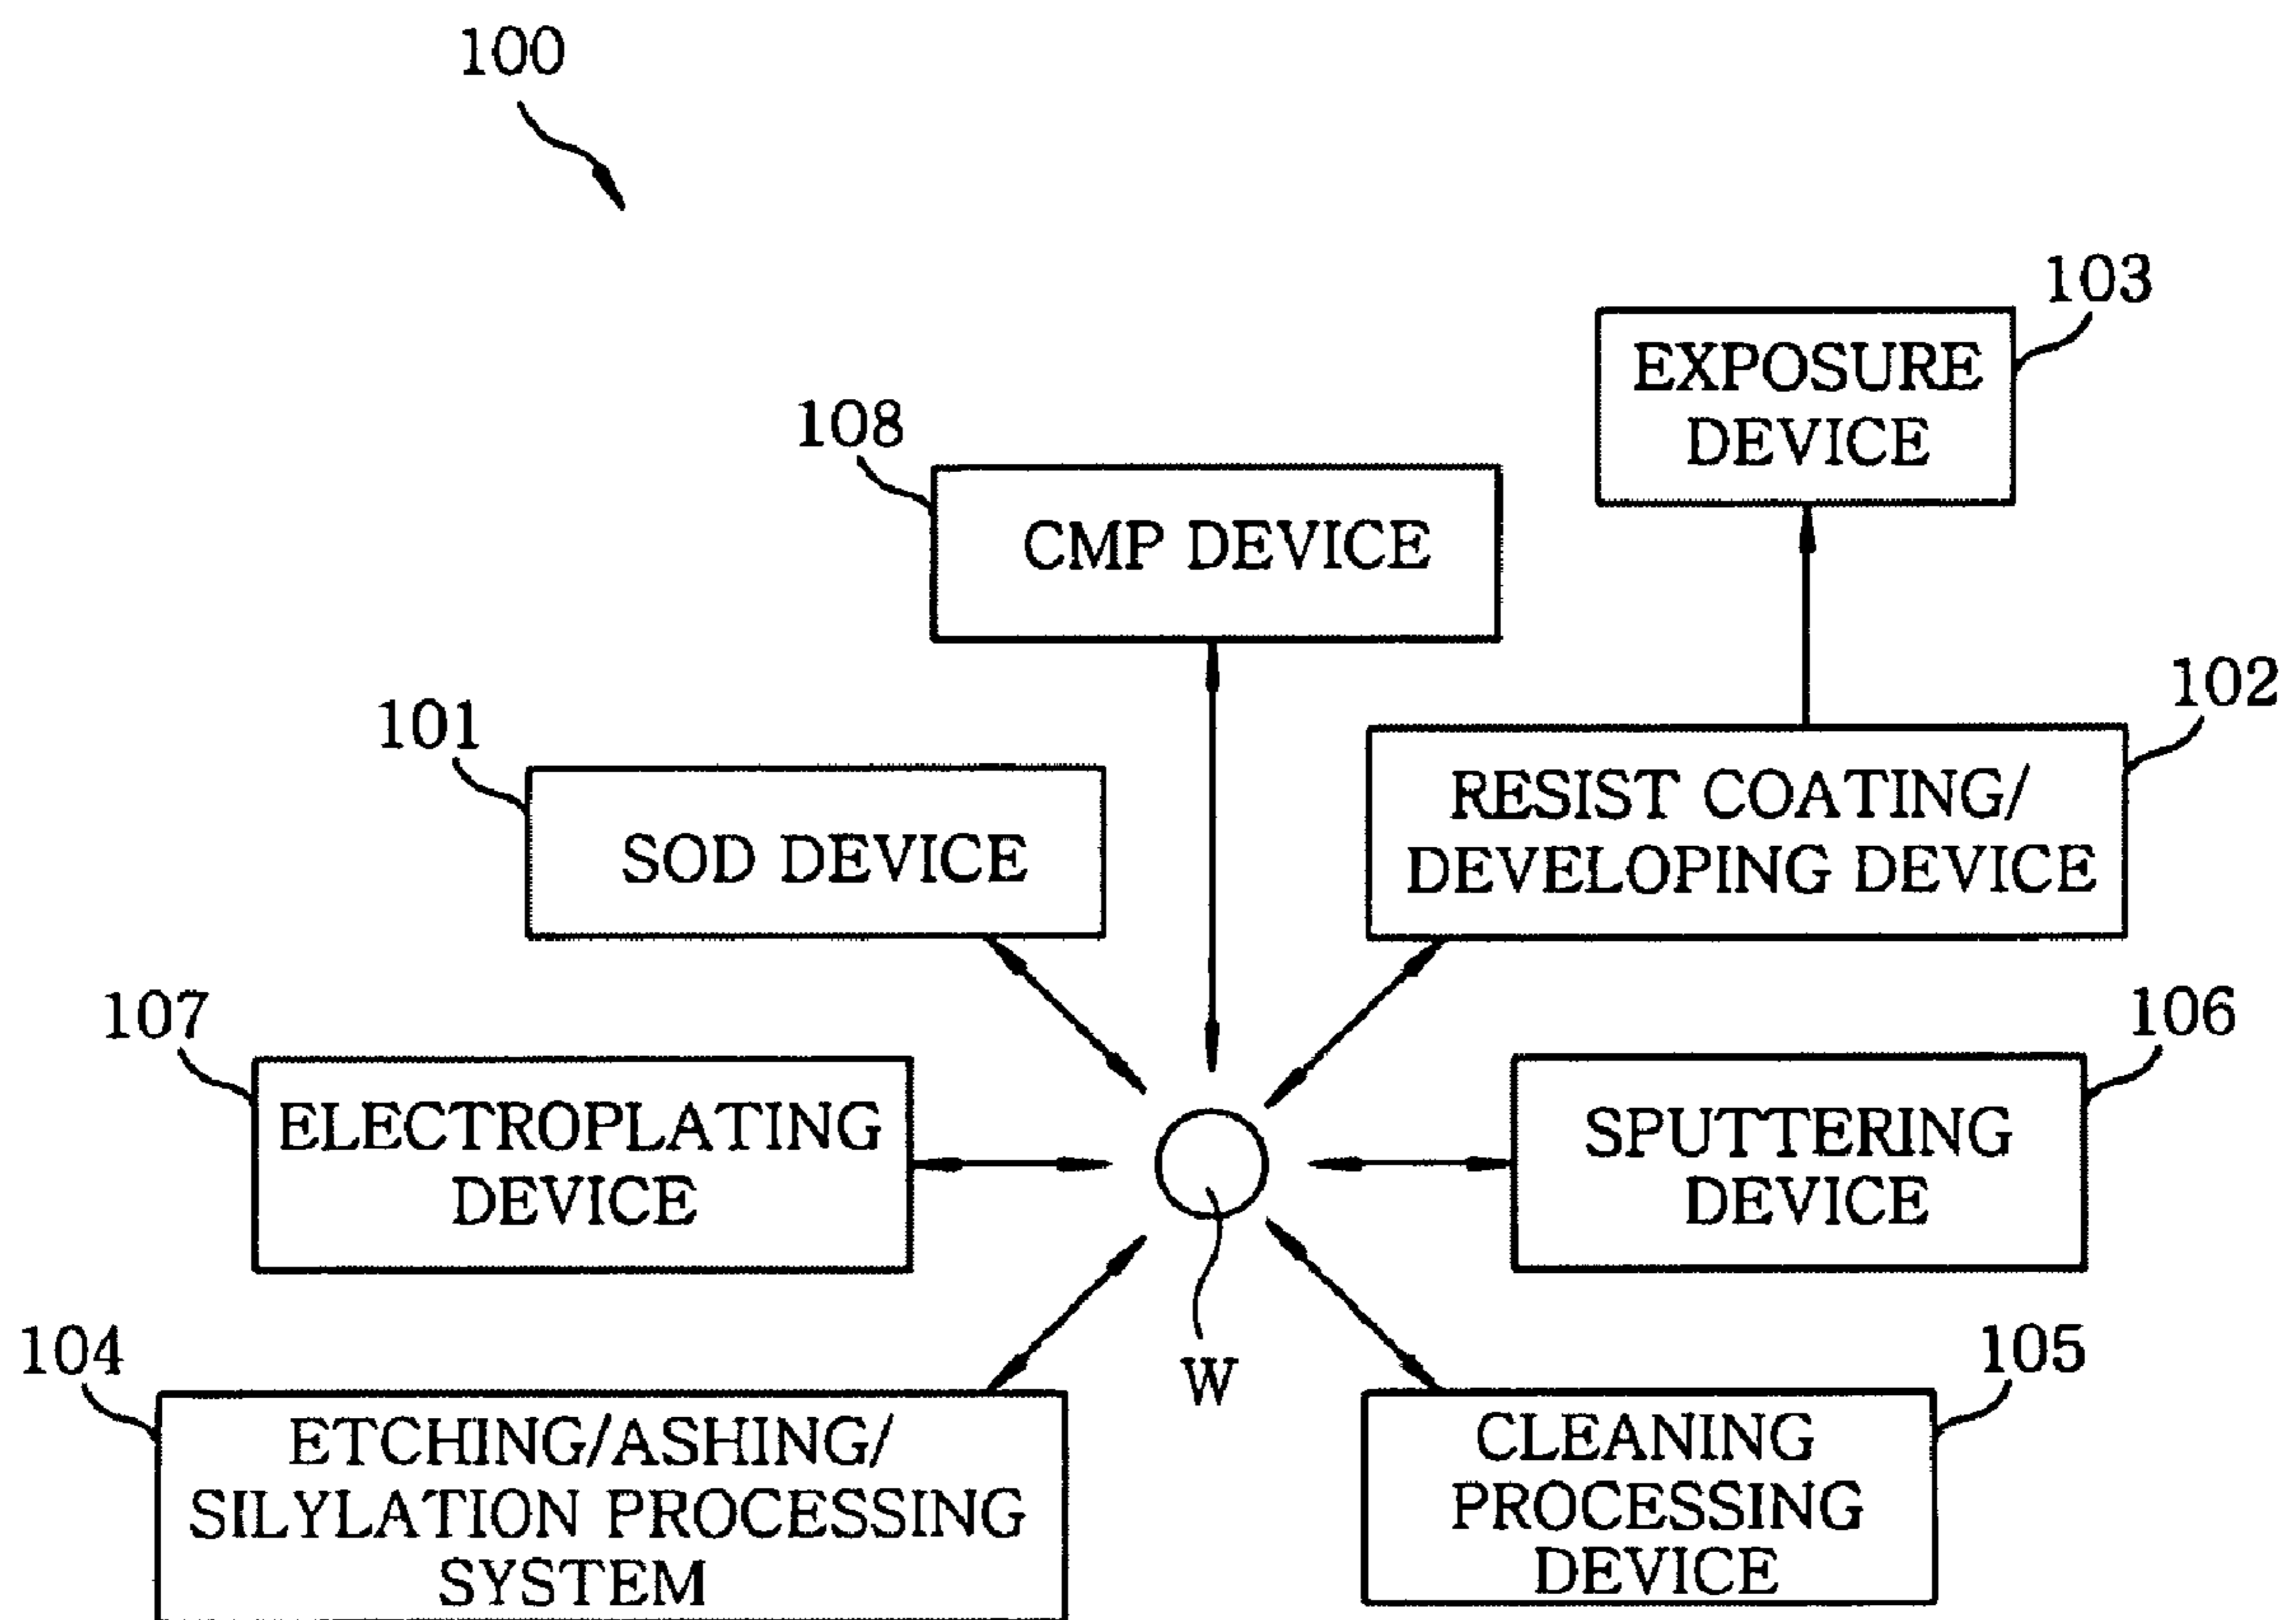 100
103
EXPOSURE
DEVICE
108
CMP DEVICE
102
RESIST COATING/
DEVELOPING DEVICE
101
SOD DEVICE
107
ELECTROPLATING
DEVICE
106
SPUTTERING
DEVICE
W
104
ETCHING/ASHING/
SILYLATION PROCESSING
SYSTEM
105
CLEANING
PROCESSING
DEVICE